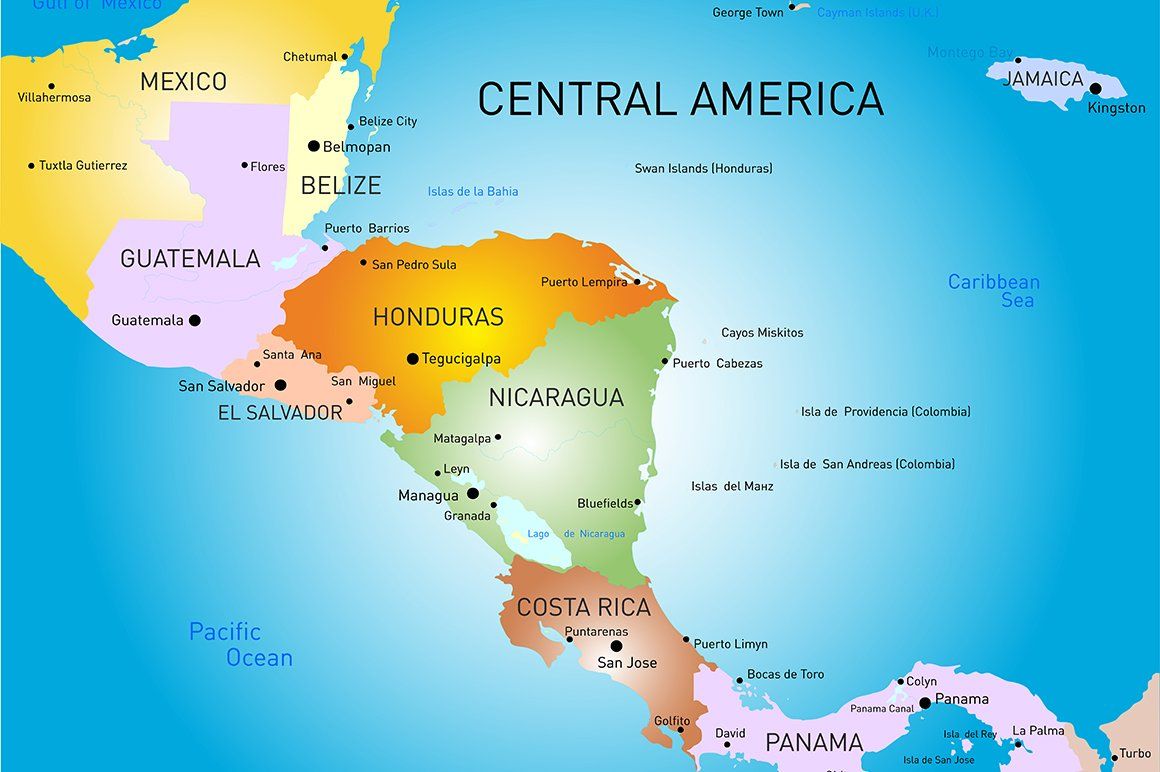 Gulf of Mexico
George Town
Cayman Islands (U.K.)
Montego Bay
Chetumal
MEXICO
JAMAICA
Villahermosa
CENTRAL AMERICA
Kingston
Belize City
Belmopan
Tuxtla Gutierrez
Flores
Swan Islands (Honduras)
BELIZE
Islas de la Bahia
Puerto Barrios
GUATEMALA
San Pedro Sula
Puerto Lempira
Caribbean
Sea
Guatemala
HONDURAS
Cayos Miskitos
Santa Ana
Tegucigalpa
Puerto Cabezas
San Salvador
San Miguel
NICARAGUA
EL SALVADOR
Isla de Providencia (Colombia)
Matagalpa
Leyn
Isla de San Andreas (Colombia)
Islas del Манz
Managua
Granada
Bluefields
Lago de Nicaragua
COSTA RICA
Pacific
Ocean
Puntarenas
Puerto Limyn
San Jose
Bocas de Toro
Colyn
Panama
Panama Canal
Golfito
David
PANAMA
Isla del Rey
La Palma
Isla de San Jose
Turbo